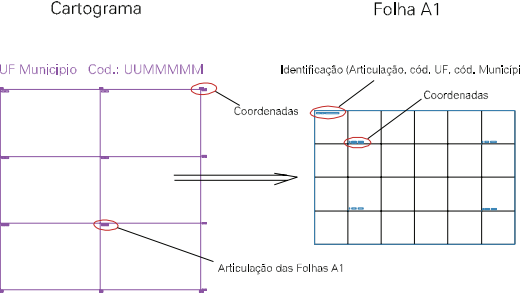 Cartograma
Folha A1
UF Município Cod.: UUMMMMM
Identificação (Articulação, cód. UF, cód. Municípi
Coordenadas
Coordenadas
Articulação das Folhas A1